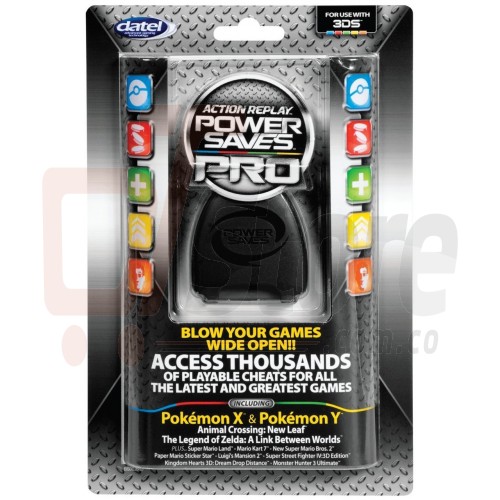 datel
FOR USE WITH
3DS
ACTION REPLAY
POWER
SAVES
PRO
POWER
SAVES
BLOW YOUR GAMES
WIDE OPEN!!
ACCESS THOUSANDS
OF PLAYABLE CHEATS FOR ALL
THE LATEST AND GREATEST GAMES
INCLUDING
Pokémon X & Pokémon Y
Animal Crossing: New Leaf
The Legend of Zelda: A Link Between Worlds
PLUS... Super Mario Land · Mario Kart 7 · New Super Mario Bros. 2
Paper Mario Sticker Star · Luigi's Mansion 2 · Super Street Fighter IV:3D Edition
Kingdom Hearts 3D: Dream Drop Distance · Monster Hunter 3 Ultimate